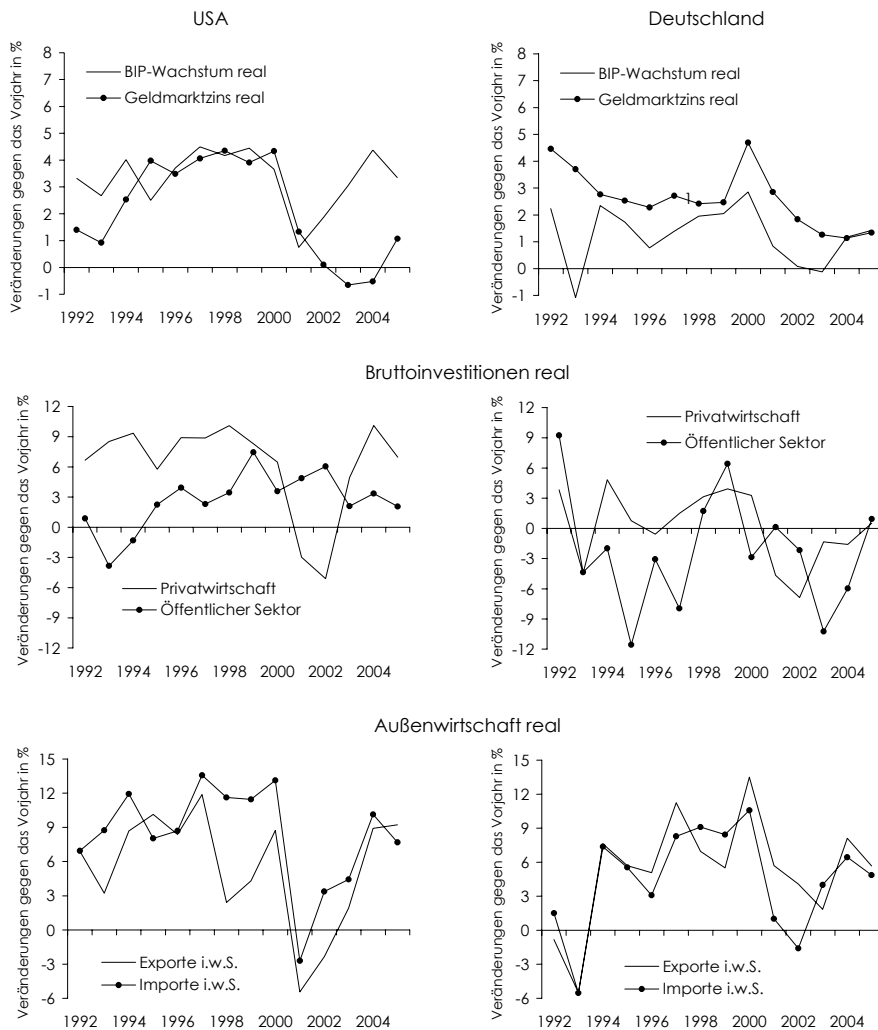 USA
Veränderungen gegen das Vorjahr in %
8
7
6
5
4
3
2
1
0
-1
BIP-Wachstum real
Geldmarktzins real
1992 1994 1996 1998 2000 2002 2004
Deutschland
Veränderungen gegen das Vorjahr in %
8
7
6
5
4
3
2
1
0
-1
BIP-Wachstum real
Geldmarktzins real
1
1992 1994 1996 1998 2000 2002 2004
Bruttoinvestitionen real
Veränderungen gegen das Vorjahr in %
12
9
6
3
0
-3
-6
-9
-12
Privatwirtschaft
Öffentlicher Sektor
1992 1994 1996 1998 2000 2002 2004
Veränderungen gegen das Vorjahr in %
12
9
6
3
0
-3
-6
-9
-12
Privatwirtschaft
Öffentlicher Sektor
1992 1994 1996 1998 2000 2002 2004
Außenwirtschaft real
Veränderungen gegen das Vorjahr in %
15
12
9
6
3
0
-3
-6
Exporte i.w.S.
Importe i.w.S.
1992 1994 1996 1998 2000 2002 2004
Veränderungen gegen das Vorjahr in %
15
12
9
6
3
0
-3
-6
Exporte i.w.S.
Importe i.w.S.
1992 1994 1996 1998 2000 2002 2004